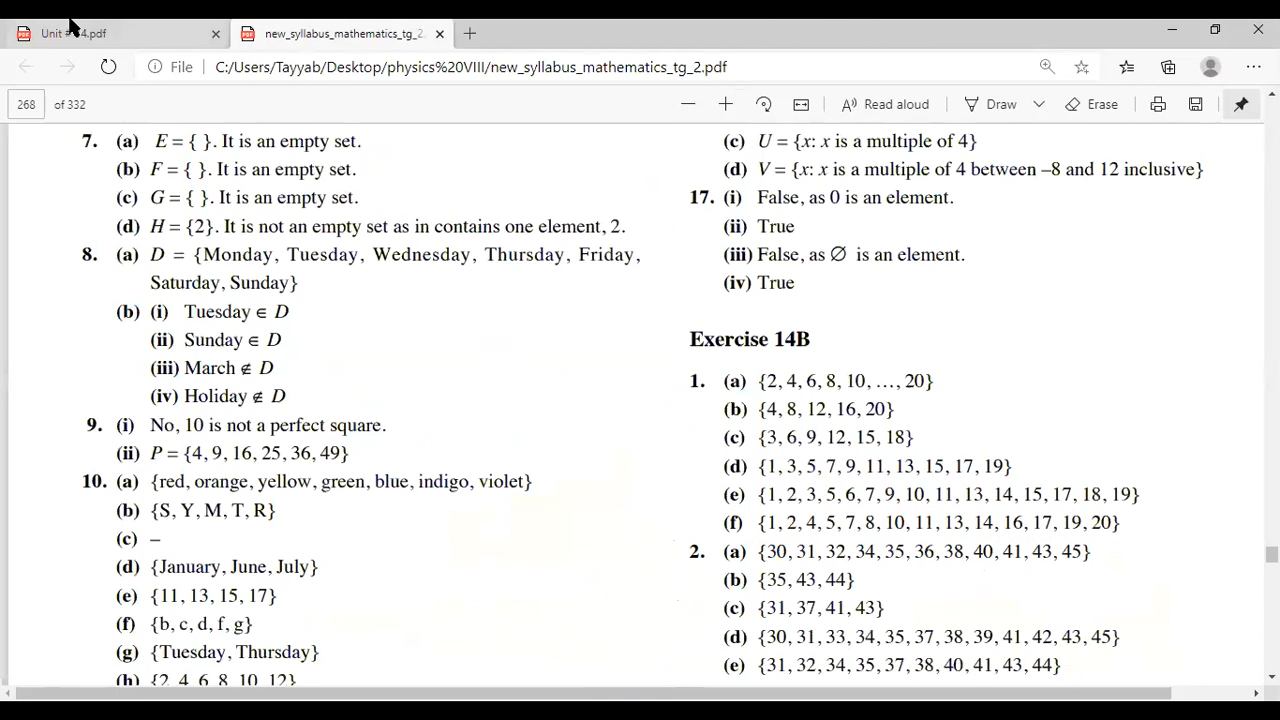 Unit # 14.pdf
new_syllabus_mathematics_tg_2.
File C:/Users/Tayyab/Desktop/physics%20VIII/new_syllabus_mathematics_tg_2.pdf
268 of 332
Read aloud
Draw
Erase
7. (a) E = { }. It is an empty set.
(b) F = { }. It is an empty set.
(c) G = { }. It is an empty set.
(d) H = {2}. It is not an empty set as in contains one element, 2.
8. (a) D = {Monday, Tuesday, Wednesday, Thursday, Friday,
Saturday, Sunday}
(b) (i) Tuesday ∈ D
(ii) Sunday ∈ D
(iii) March ∉ D
(iv) Holiday ∉ D
9. (i) No, 10 is not a perfect square.
(ii) P = {4, 9, 16, 25, 36, 49}
10. (a) {red, orange, yellow, green, blue, indigo, violet}
(b) {S, Y, M, T, R}
(c) –
(d) {January, June, July}
(e) {11, 13, 15, 17}
(f) {b, c, d, f, g}
(g) {Tuesday, Thursday}
(h) {2, 4, 6, 8, 10, 12}
(c) U = {x: x is a multiple of 4}
(d) V = {x: x is a multiple of 4 between –8 and 12 inclusive}
17. (i) False, as 0 is an element.
(ii) True
(iii) False, as ∅ is an element.
(iv) True
Exercise 14B
1. (a) {2, 4, 6, 8, 10, …, 20}
(b) {4, 8, 12, 16, 20}
(c) {3, 6, 9, 12, 15, 18}
(d) {1, 3, 5, 7, 9, 11, 13, 15, 17, 19}
(e) {1, 2, 3, 5, 6, 7, 9, 10, 11, 13, 14, 15, 17, 18, 19}
(f) {1, 2, 4, 5, 7, 8, 10, 11, 13, 14, 16, 17, 19, 20}
2. (a) {30, 31, 32, 34, 35, 36, 38, 40, 41, 43, 45}
(b) {35, 43, 44}
(c) {31, 37, 41, 43}
(d) {30, 31, 33, 34, 35, 37, 38, 39, 41, 42, 43, 45}
(e) {31, 32, 34, 35, 37, 38, 40, 41, 43, 44}